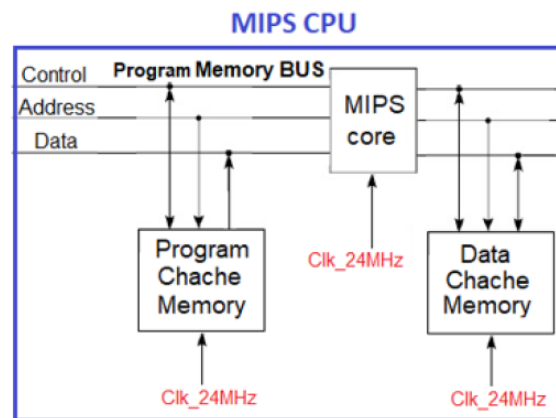 MIPS CPU
Control
Program Memory BUS
Address
Data
MIPS
core
Program
Chache
Memory
Clk_24MHz
Data
Chache
Memory
Clk_24MHz
Clk_24MHz